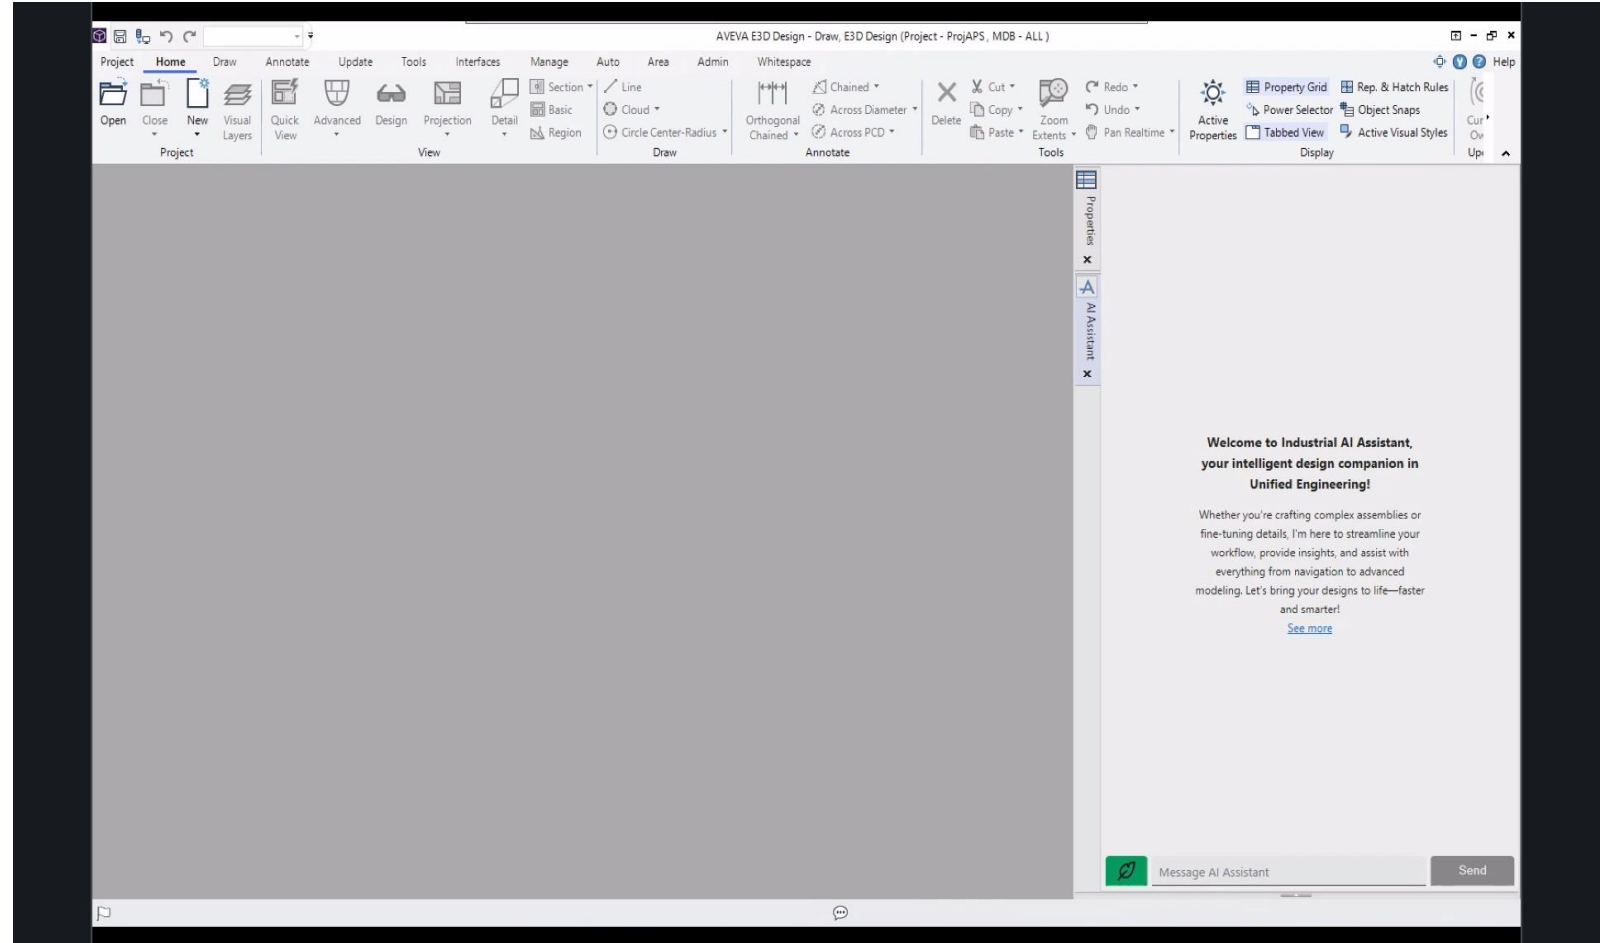 AVEVA E3D Design - Draw, E3D Design (Project - ProjAPS , MDB - ALL )
Project Home Draw Annotate Update Tools Interfaces Manage Auto Area Admin Whitespace Help
Open
Close
New
Visual
Layers
Project
Quick
View
Advanced
Design
Projection
Detail
Section
Basic
Region
View
Line
Cloud
Circle Center-Radius
Draw
Orthogonal
Chained
Chained
Across Diameter
Across PCD
Annotate
Delete
Cut
Copy
Paste
Zoom
Extents
Redo
Undo
Pan Realtime
Tools
Active
Properties
Property Grid
Power Selector
Tabbed View
Rep. & Hatch Rules
Object Snaps
Active Visual Styles
Display
Cur
Ov
Up
Properties
AI Assistant
Welcome to Industrial AI Assistant,
your intelligent design companion in
Unified Engineering!
Whether you're crafting complex assemblies or
fine-tuning details, I'm here to streamline your
workflow, provide insights, and assist with
everything from navigation to advanced
modeling. Let's bring your designs to life—faster
and smarter!
See more
Message AI Assistant
Send